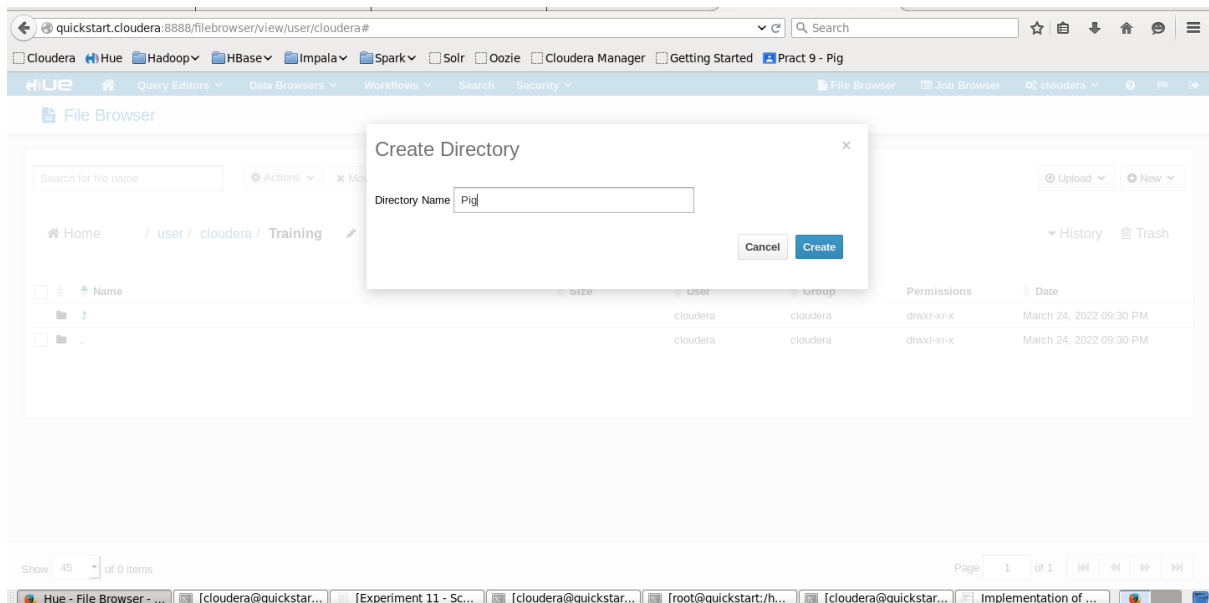 quickstart.cloudera:8888/filebrowser/view/user/cloudera#
Search
Cloudera Hue Hadoop HBase Impala Spark Solr Oozie Cloudera Manager Getting Started Pract 9 - Pig
HUE Query Editors Data Browsers Workflows Search Security File Browser Job Browser cloudera
File Browser
Create Directory ×
Search for file name Actions Mov Upload New
Directory Name Pig
Home / user / cloudera / Training History Trash
Cancel Create
Name Size User Group Permissions Date
cloudera cloudera drwxr-xr-x March 24, 2022 09:30 PM
. cloudera cloudera drwxr-xr-x March 24, 2022 09:30 PM
Show 45 of 0 items Page 1 of 1
Hue - File Browser - ... [cloudera@quickstar... [Experiment 11 - Sc... [cloudera@quickstar... [root@quickstart:/h... [cloudera@quickstar... Implementation of ...